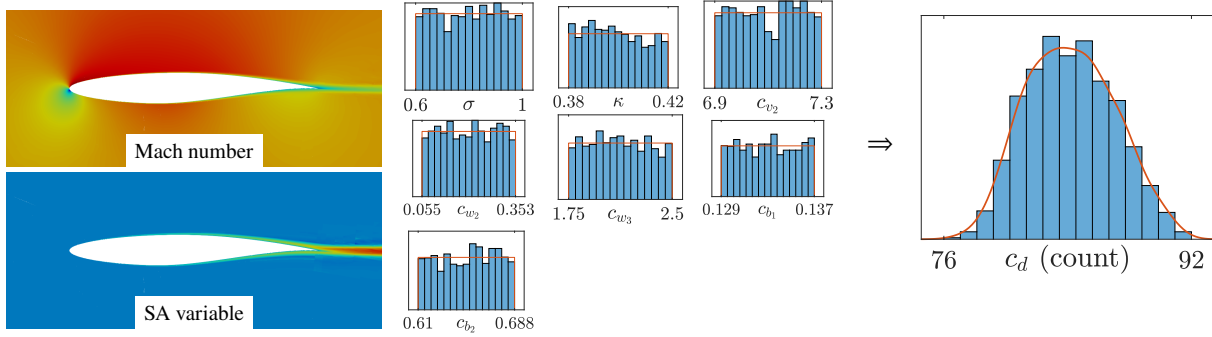 Mach number
SA variable
0.6 σ 1
0.38 κ 0.42
6.9 c_{v_2} 7.3
0.055 c_{w_2} 0.353
1.75 c_{w_3} 2.5
0.129 c_{b_1} 0.137
0.61 c_{b_2} 0.688
⇒
76 c_d (count) 92